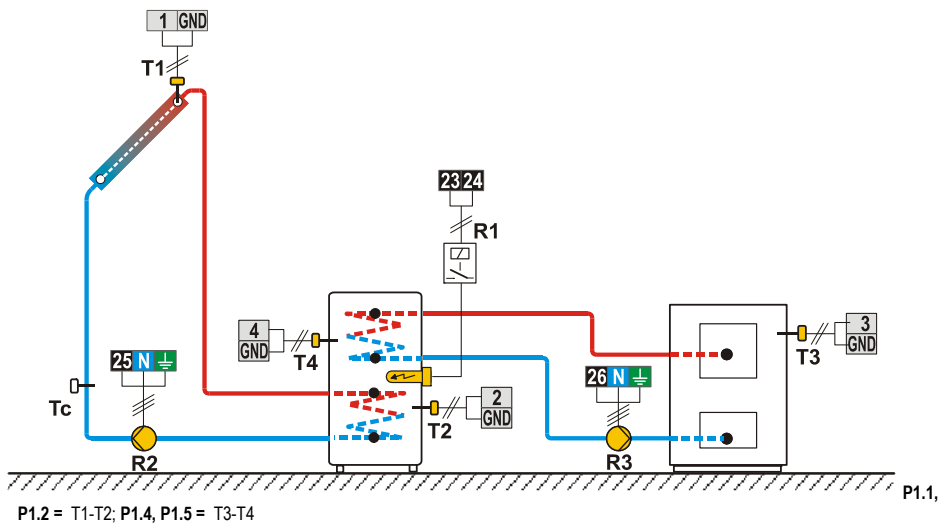 1 GND
T1
23 24
R1
4
GND
T4
3
GND
T3
25 N
26 N
2
GND
T2
Tc
R2
R3
P1.1,
P1.2 = T1-T2; P1.4, P1.5 = T3-T4